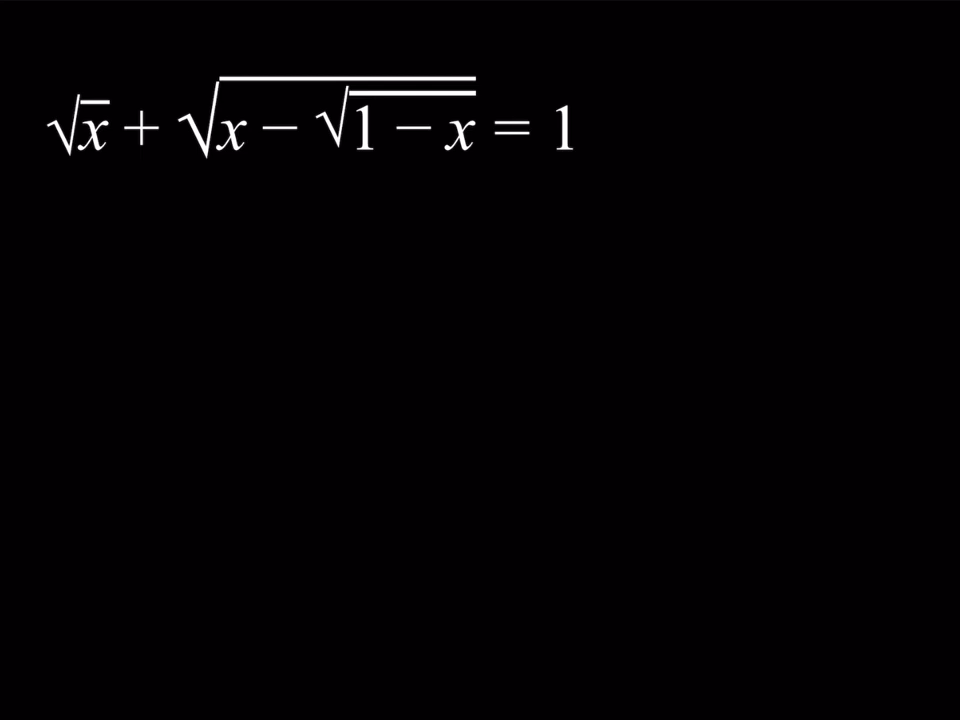 √x + √(x − √(1 − x)) = 1